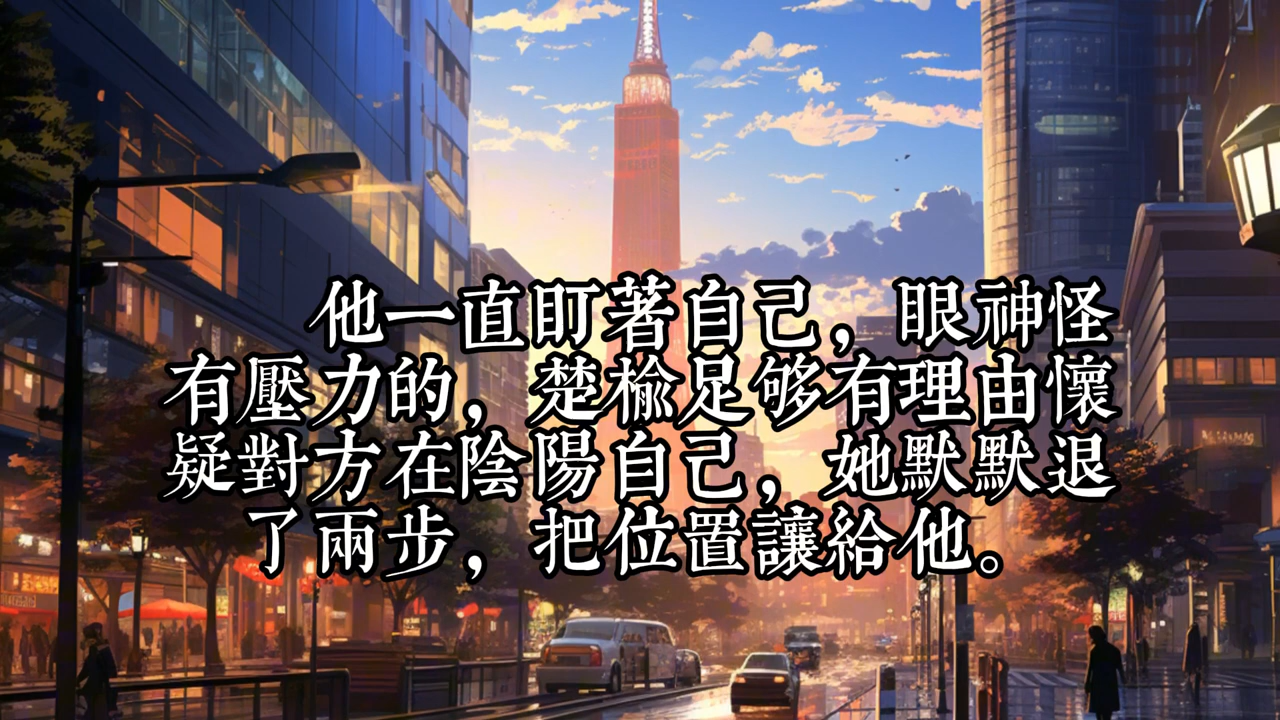 他一直盯著自己，眼神怪
有壓力的，楚榆足够有理由懷
疑對方在陰陽自己，她默默退
了兩步，把位置讓給他。